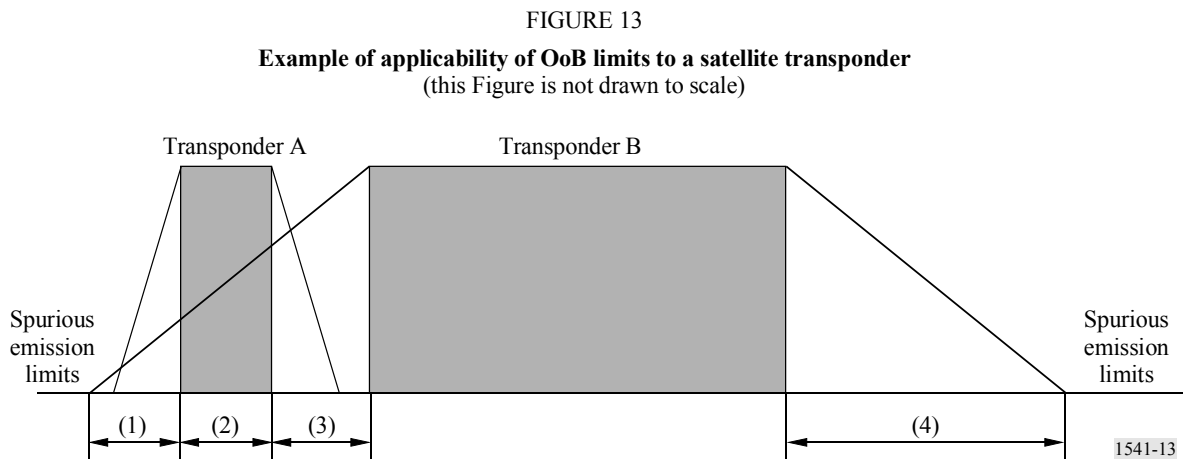 FIGURE 13
Example of applicability of OoB limits to a satellite transponder
(this Figure is not drawn to scale)
Transponder A
Transponder B
Spurious
emission
limits
Spurious
emission
limits
(1)
(2)
(3)
(4)
1541-13